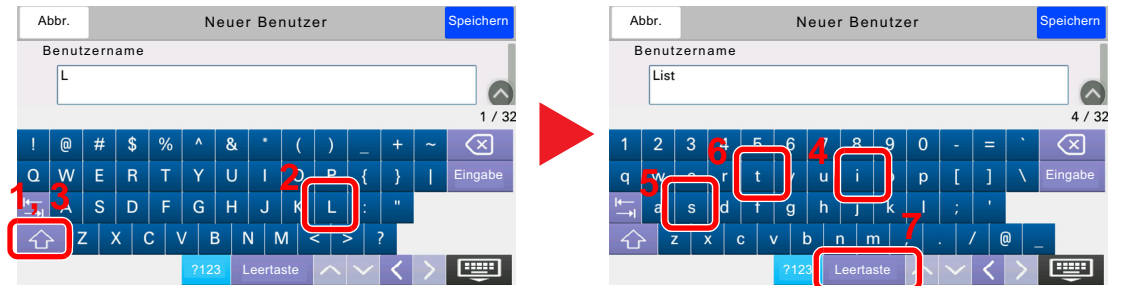 Abbr. Neuer Benutzer Speichern
Benutzername
L
1 / 32
! @ # $ % ^ & * ( ) _ + ~
Q W E R T Y U I O P { } | Eingabe
A S D F G H J K L : "
Z X C V B N M < > ?
?123 Leertaste
1, 3
2
Abbr. Neuer Benutzer Speichern
Benutzername
List
4 / 32
1 2 3 4 5 6 7 8 9 0 - = `
q w e r t y u i o p [ ] \ Eingabe
a s d f g h j k l ; '
z x c v b n m , . / @ _
?123 Leertaste
6
4
5
7